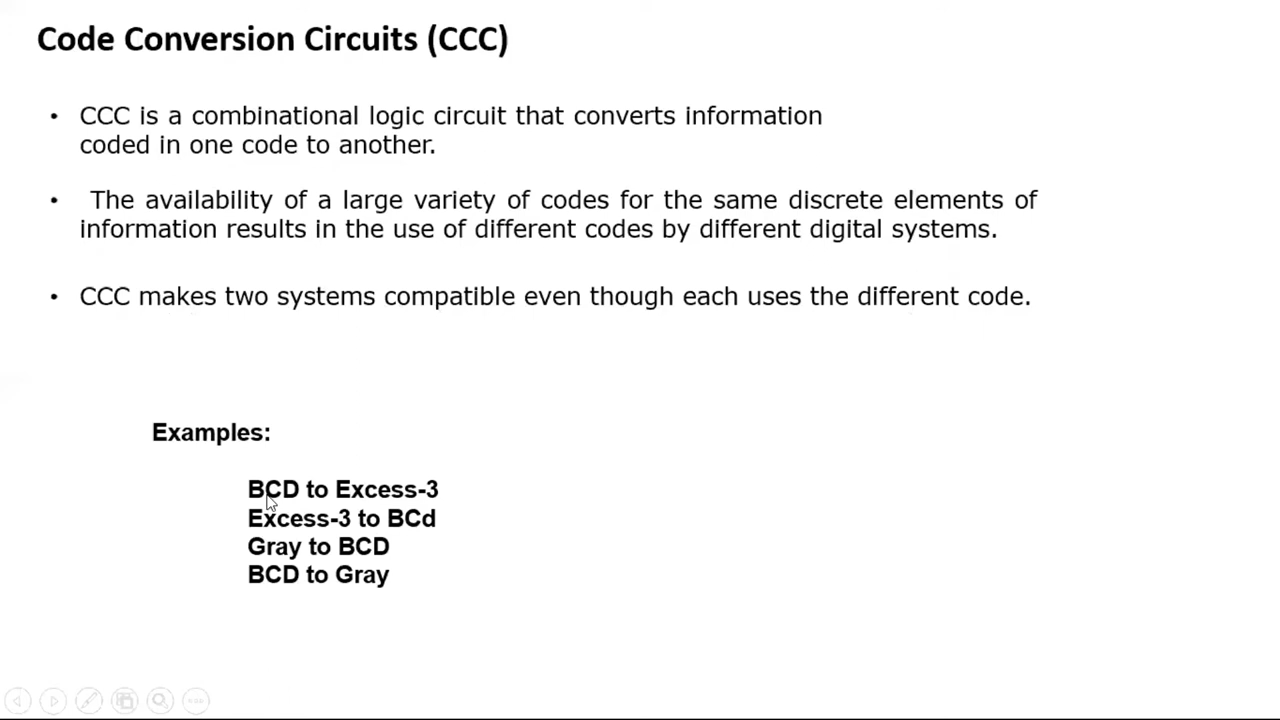 Code Conversion Circuits (CCC)
• CCC is a combinational logic circuit that converts information
coded in one code to another.
• The availability of a large variety of codes for the same discrete elements of
information results in the use of different codes by different digital systems.
• CCC makes two systems compatible even though each uses the different code.
Examples:
BCD to Excess-3
Excess-3 to BCd
Gray to BCD
BCD to Gray